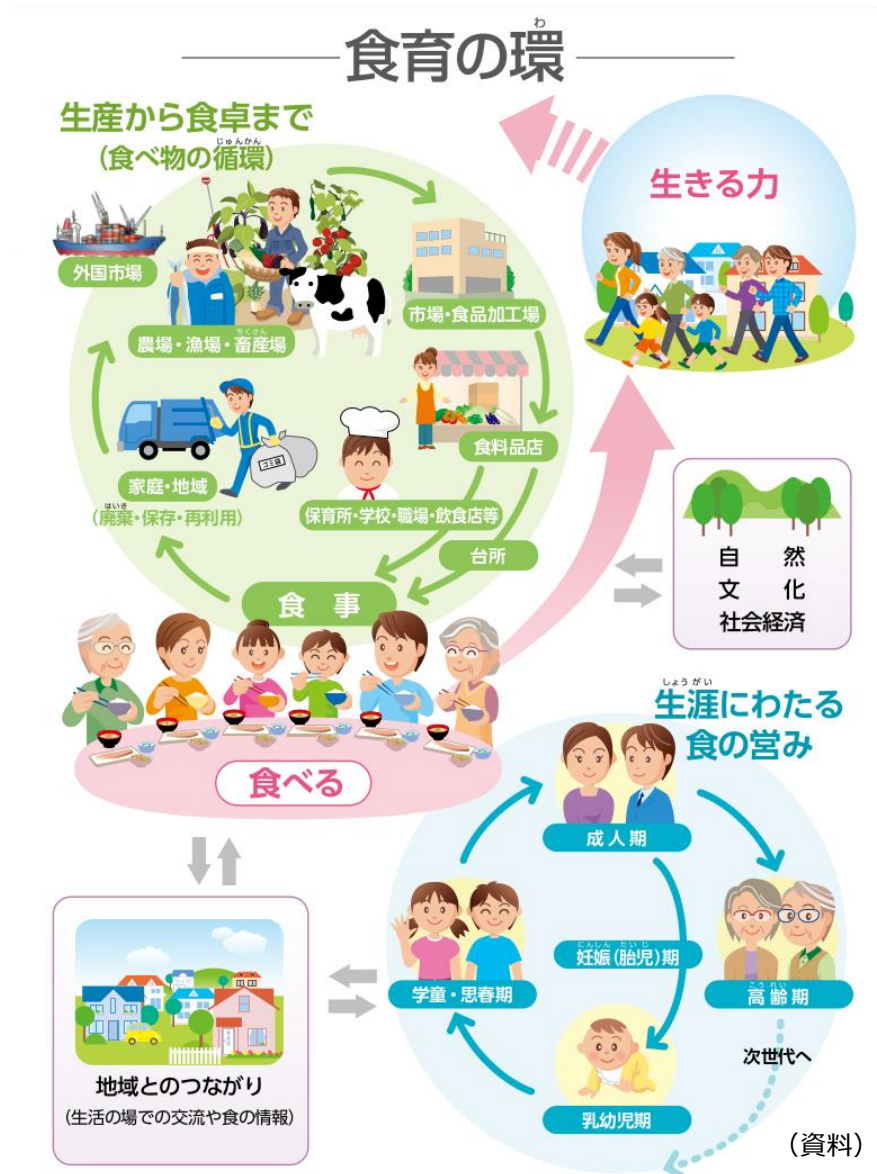 食育の環
わ
生産から食卓まで
(食べ物の循環)
じゅんかん
生きる力
外国市場
農場・漁場・畜産場
ちくさん
市場・食品加工場
食料品店
ゴミ袋
家庭・地域
(廃棄・保存・再利用)
はいき
保育所・学校・職場・飲食店等
台所
食 事
自 然
文 化
社会経済
食べる
生涯にわたる
しょうがい
食の営み
成人期
妊娠(胎児)期
にんしん たいじ
学童・思春期
高齢期
こうれい
次世代へ
乳幼児期
地域とのつながり
(生活の場での交流や食の情報)
(資料)